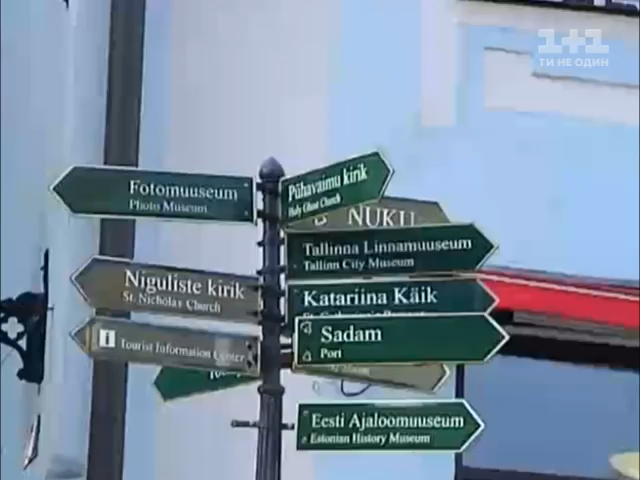 1+1
ТИ НЕ ОДИН
Fotomuuseum
Photo Museum
Pühavaimu kirik
Holy Ghost Church
NUKU
Tallinna Linnamuuseum
Tallinn City Museum
Niguliste kirik
St. Nicholas Church
Katariina Käik
i Tourist Information Center
Sadam
Port
Eesti Ajaloomuuseum
Estonian History Museum